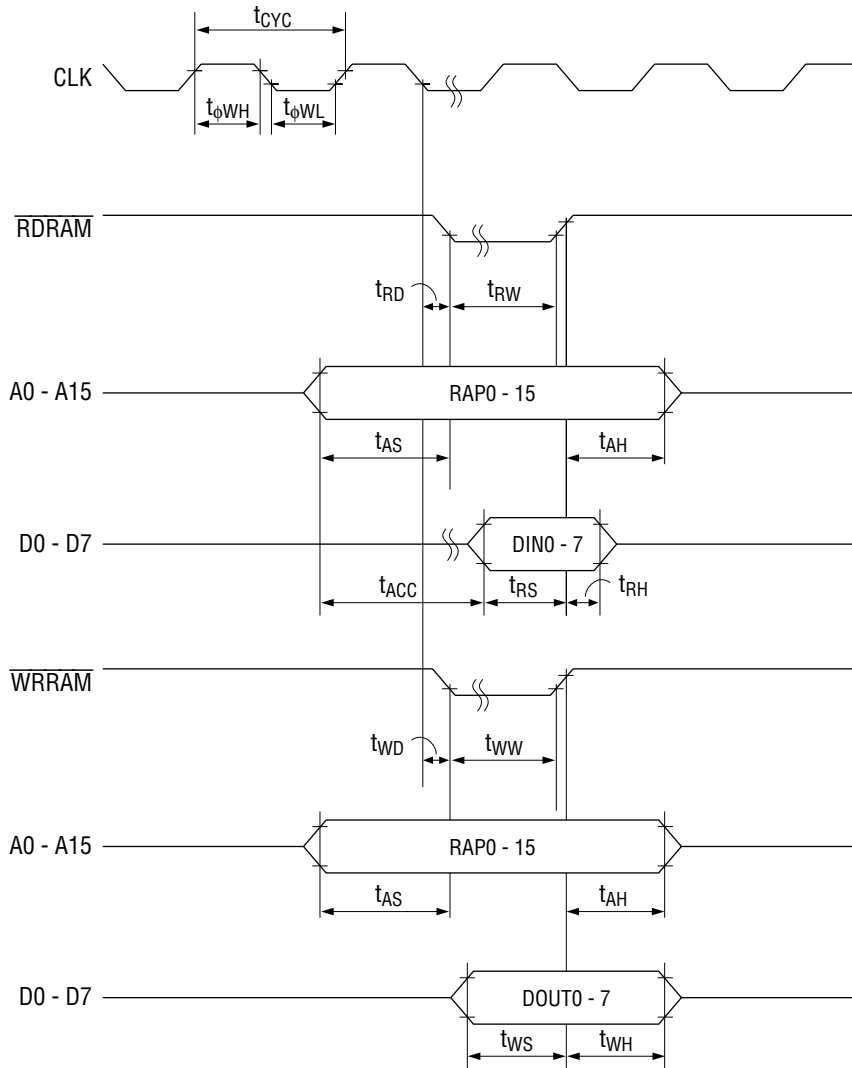 tCYC
CLK
tϕWH tϕWL
RDRAM
tRD tRW
A0 - A15 RAP0 - 15
tAS tAH
D0 - D7 DIN0 - 7
tACC tRS tRH
WRRAM
tWD tWW
A0 - A15 RAP0 - 15
tAS tAH
D0 - D7 DOUT0 - 7
tWS tWH